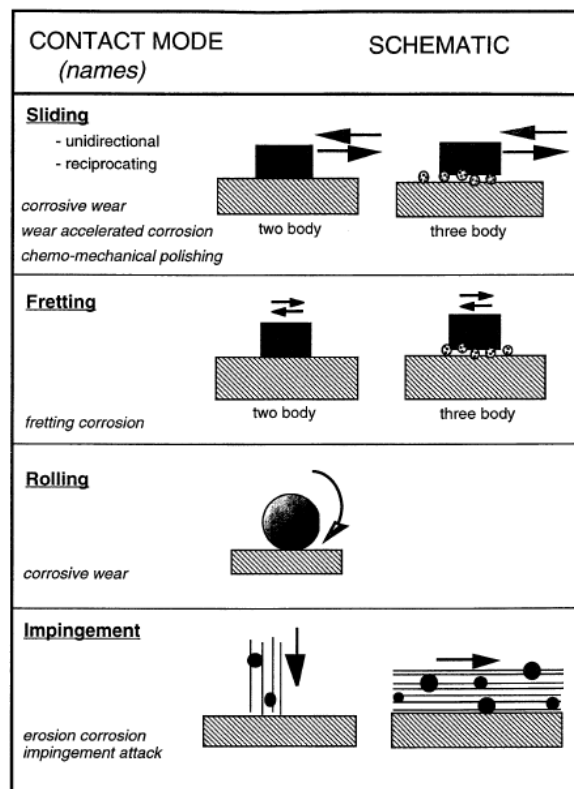 CONTACT MODE
(names)
SCHEMATIC
Sliding
- unidirectional
- reciprocating
corrosive wear
wear accelerated corrosion
chemo-mechanical polishing
two body
three body
Fretting
fretting corrosion
two body
three body
Rolling
corrosive wear
Impingement
erosion corrosion
impingement attack